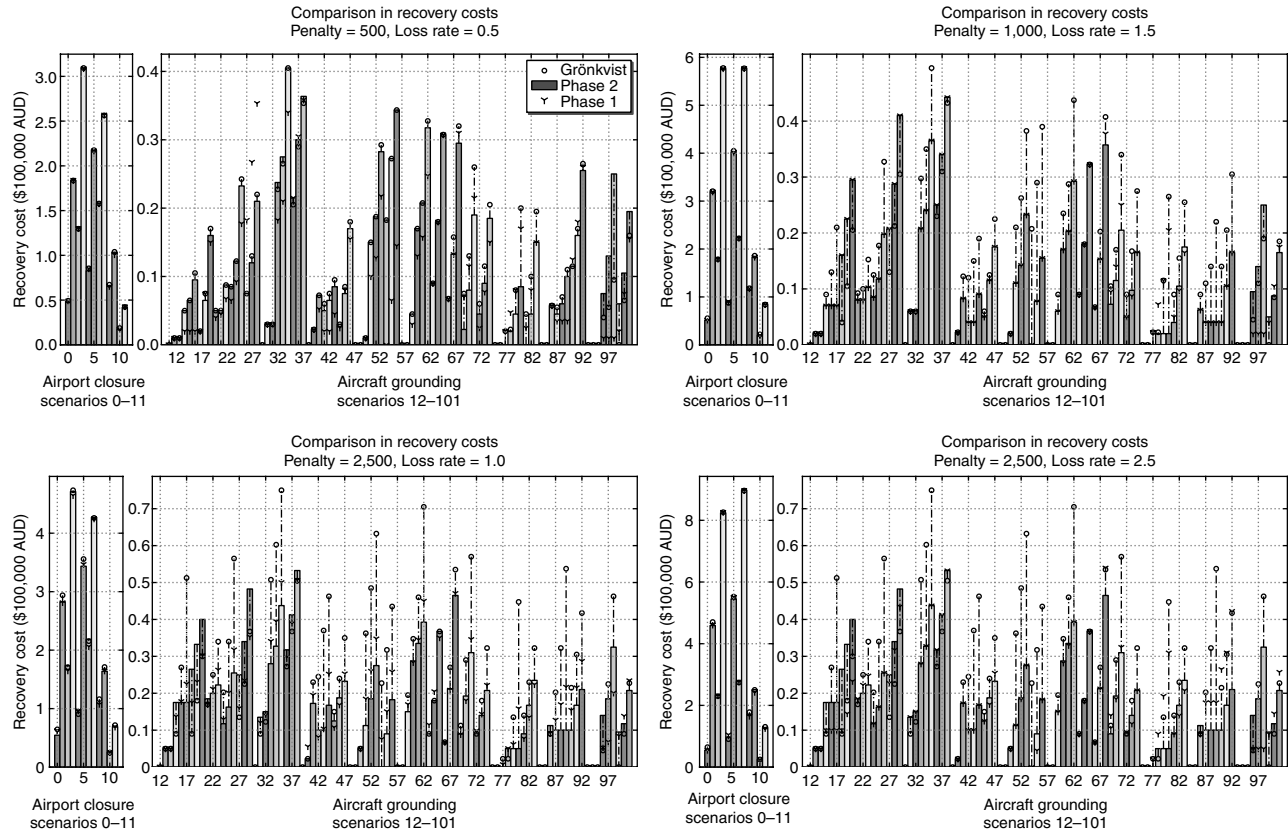 Comparison in recovery costs
Penalty = 500, Loss rate = 0.5
Recovery cost ($100,000 AUD)
3.0
2.5
2.0
1.5
1.0
0.5
0
0 5 10
Airport closure
scenarios 0–11
0.4
0.3
0.2
0.1
0.0
12 17 22 27 32 37 42 47 52 57 62 67 72 77 82 87 92 97
Aircraft grounding
scenarios 12–101
Grönkvist
Phase 2
Phase 1
Comparison in recovery costs
Penalty = 1,000, Loss rate = 1.5
Recovery cost ($100,000 AUD)
6
5
4
3
2
1
0
0 5 10
Airport closure
scenarios 0–11
0.4
0.3
0.2
0.1
0.0
12 17 22 27 32 37 42 47 52 57 62 67 72 77 82 87 92 97
Aircraft grounding
scenarios 12–101
Comparison in recovery costs
Penalty = 2,500, Loss rate = 1.0
Recovery cost ($100,000 AUD)
4
3
2
1
0
0 5 10
Airport closure
scenarios 0–11
0.7
0.6
0.5
0.4
0.3
0.2
0.1
0
12 17 22 27 32 37 42 47 52 57 62 67 72 77 82 87 92 97
Aircraft grounding
scenarios 12–101
Comparison in recovery costs
Penalty = 2,500, Loss rate = 2.5
Recovery cost ($100,000 AUD)
8
6
4
2
0
0 5 10
Airport closure
scenarios 0–11
0.7
0.6
0.5
0.4
0.3
0.2
0.1
0
12 17 22 27 32 37 42 47 52 57 62 67 72 77 82 87 92 97
Aircraft grounding
scenarios 12–101